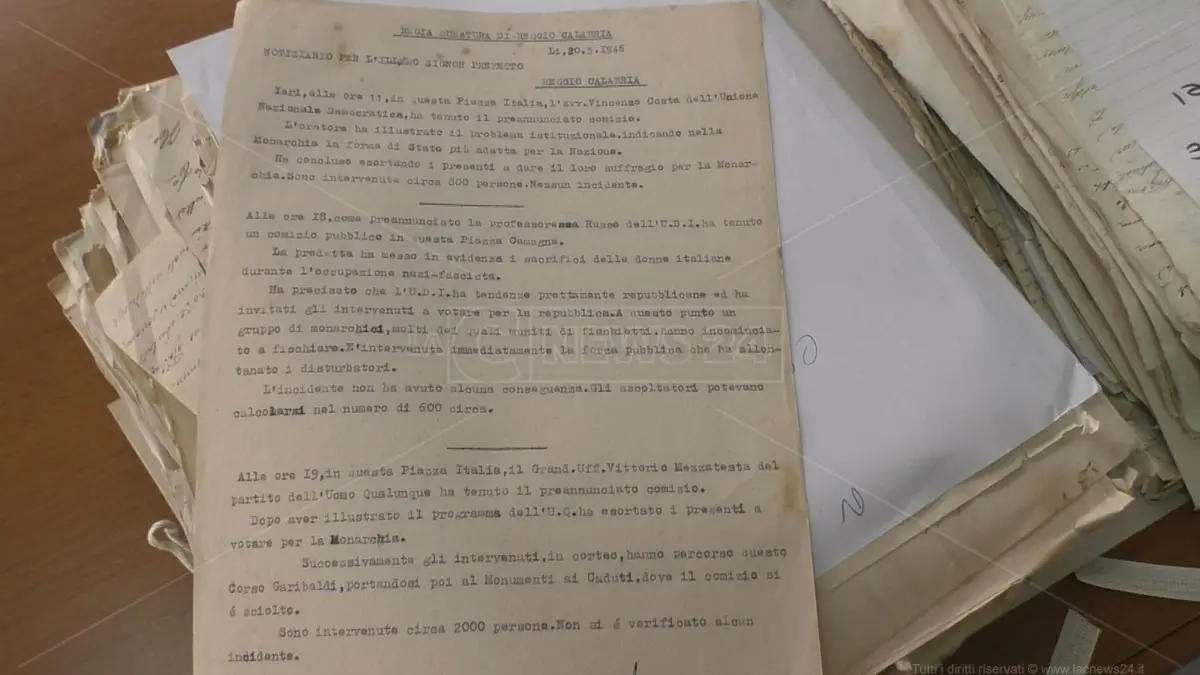 REGIA QUESTURA DI REGGIO CALABRIA
Li, 20.5.1946
NOTIZIARIO PER L'ILL/MO SIGNOR PREFETTO
REGGIO CALABRIA
Iari,alle ore 11,in questa Piazza Italia,l'avv.Vincenzo Costa dell'Unione
Nazionale Democratica,ha tenuto il preannunciato comizio.
L'oratore ha illustrato il problema istituzionale,indicando nella
Monarchia la forma di Stato più adatta per la Nazione.
Ha concluso esortando i presenti a dare il loro suffragio per la Monar-
chia.Sono intervenute circa 800 persone.Nessun incidente.
Alle ore 18,come preannunciato la professoressa Russo dell'U.D.I.ha tenuto
un comizio pubblico in questa Piazza Camagna.
La predetta ha messo in evidenza i sacrifici delle donne italiane
durante l'occupazione nazi-fascista.
Ha precisato che L'U.D.I.ha tendenze prettamente repubblicane ed ha
invitati gli intervenuti a votare per la repubblica.A questo punto un
gruppo di monarchici,molti dei quali muniti di fischietti,hanno incomincia-
to a fischiare.E'intervenuta immediatamente la forza pubblica che ha allon-
tanato i disturbatori.
L'incidente non ha avuto alcuna conseguenza.Gli ascoltatori potevano
calcolarsi nel numero di 600 circa.
Alle ore 19,in questa Piazza Italia,il Grand.Uff.Vittorio Mezzatesta del
partito dell'Uomo Qualunque ha tenuto il preannunciato comizio.
Dopo aver illustrato il programma dell'U.Q.ha esortato i presenti a
votare per la Monarchia.
Successivamente gli intervenuti,in corteo,hanno percorso questo
Corso Garibaldi,portandosi poi al Monumenti ai Caduti,dove il comizio si
é sciolto.
Sono intervenute circa 2000 persone.Non si é verificato alcun
incidente.
LAC NEWS 24
Tutti i diritti riservati © www.lacnews24.it